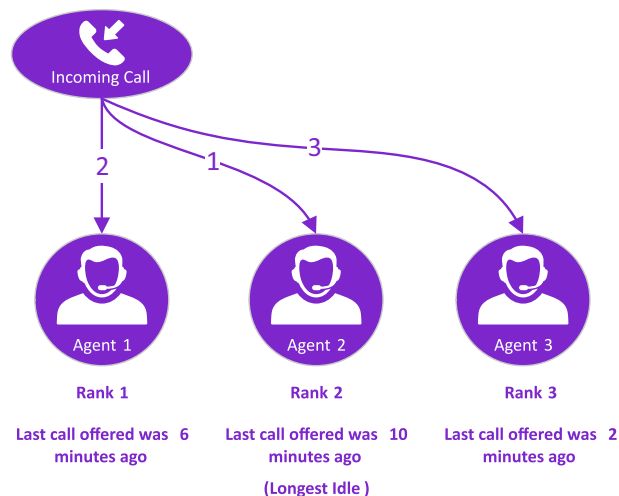 Incoming Call
2
1
3
Agent 1
Agent 2
Agent 3
Rank 1
Rank 2
Rank 3
Last call offered was 6
minutes ago
Last call offered was 10
minutes ago
(Longest Idle )
Last call offered was 2
minutes ago